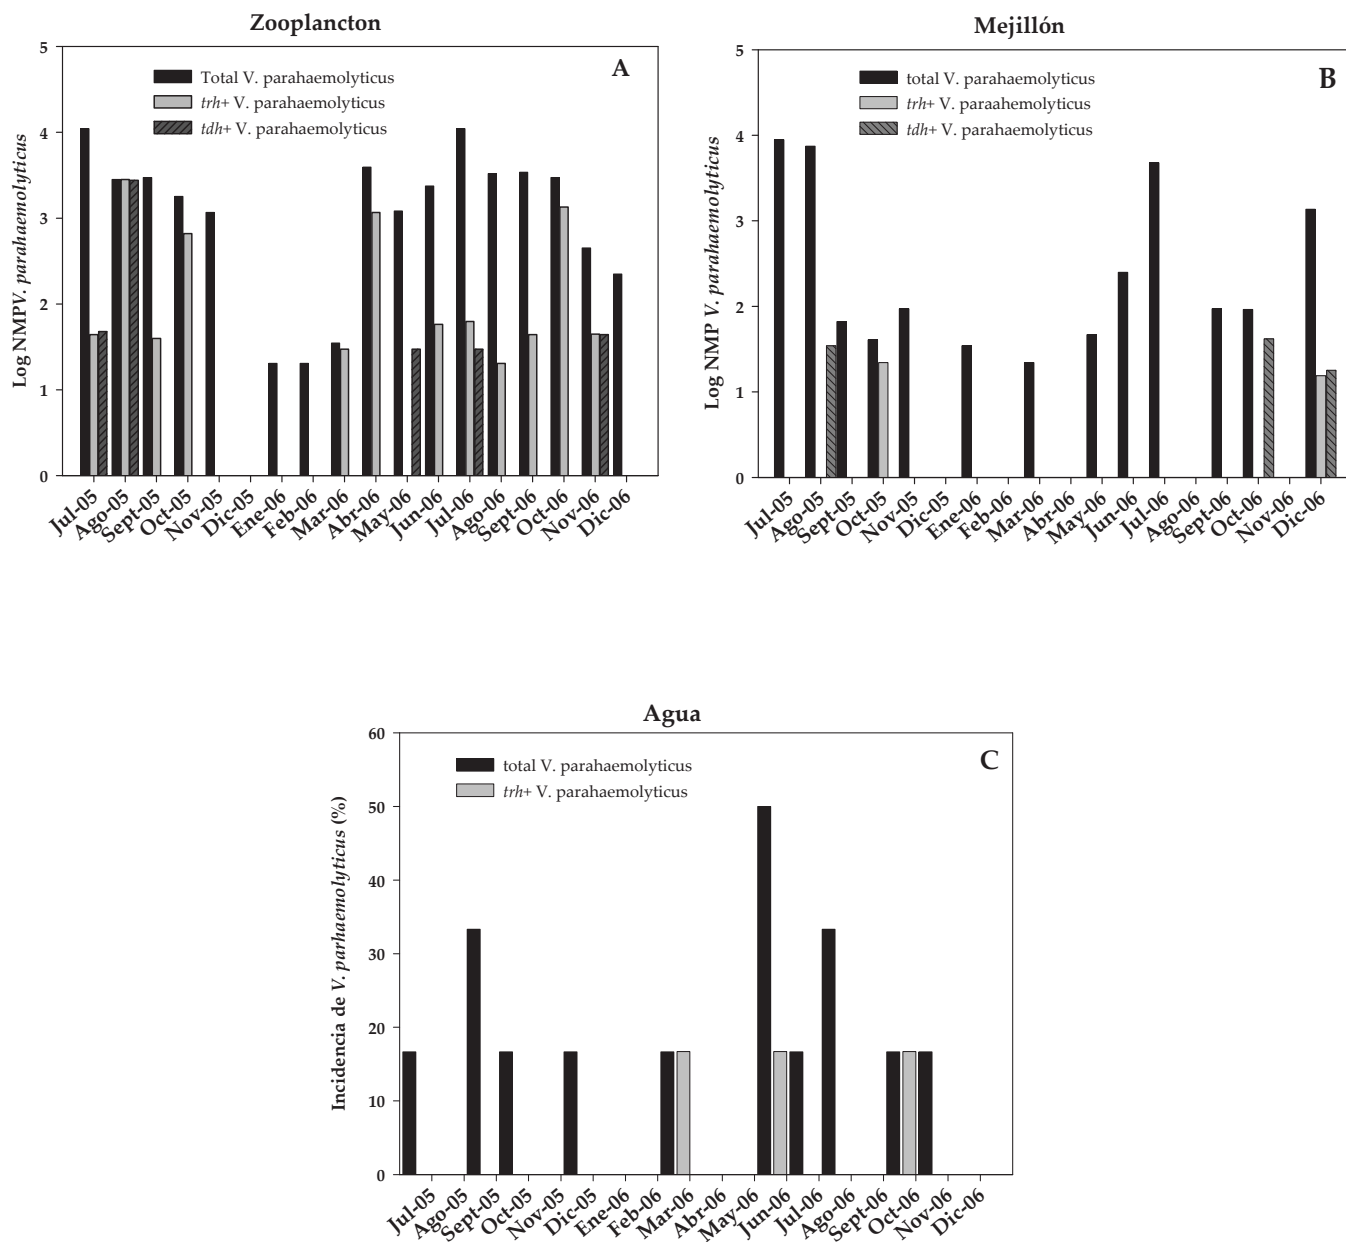 Zooplancton
A
Total V. parahaemolyticus
trh+ V. paraahemolyticus
tdh+ V. parahaemolyticus
Log NMPV. parahaemolyticus
5
4
3
2
1
0
Jul-05
Ago-05
Sept-05
Oct-05
Nov-05
Dic-05
Ene-06
Feb-06
Mar-06
Abr-06
May-06
Jun-06
Jul-06
Ago-06
Sept-06
Oct-06
Nov-06
Dic-06
Mejillón
B
total V. parahaemolyticus
trh+ V. paraahemolyticus
tdh+ V. parahaemolyticus
Log NMP V. parahaemolyticus
5
4
3
2
1
0
Jul-05
Ago-05
Sept-05
Oct-05
Nov-05
Dic-05
Ene-06
Feb-06
Mar-06
Abr-06
May-06
Jun-06
Jul-06
Ago-06
Sept-06
Oct-06
Nov-06
Dic-06
Agua
C
total V. parahaemolyticus
trh+ V. parahaemolyticus
Incidencia de V. parhaemolyticus (%)
60
50
40
30
20
10
0
Jul-05
Ago-05
Sept-05
Oct-05
Nov-05
Dic-05
Ene-06
Feb-06
Mar-06
Abr-06
May-06
Jun-06
Jul-06
Ago-06
Sept-06
Oct-06
Nov-06
Dic-06